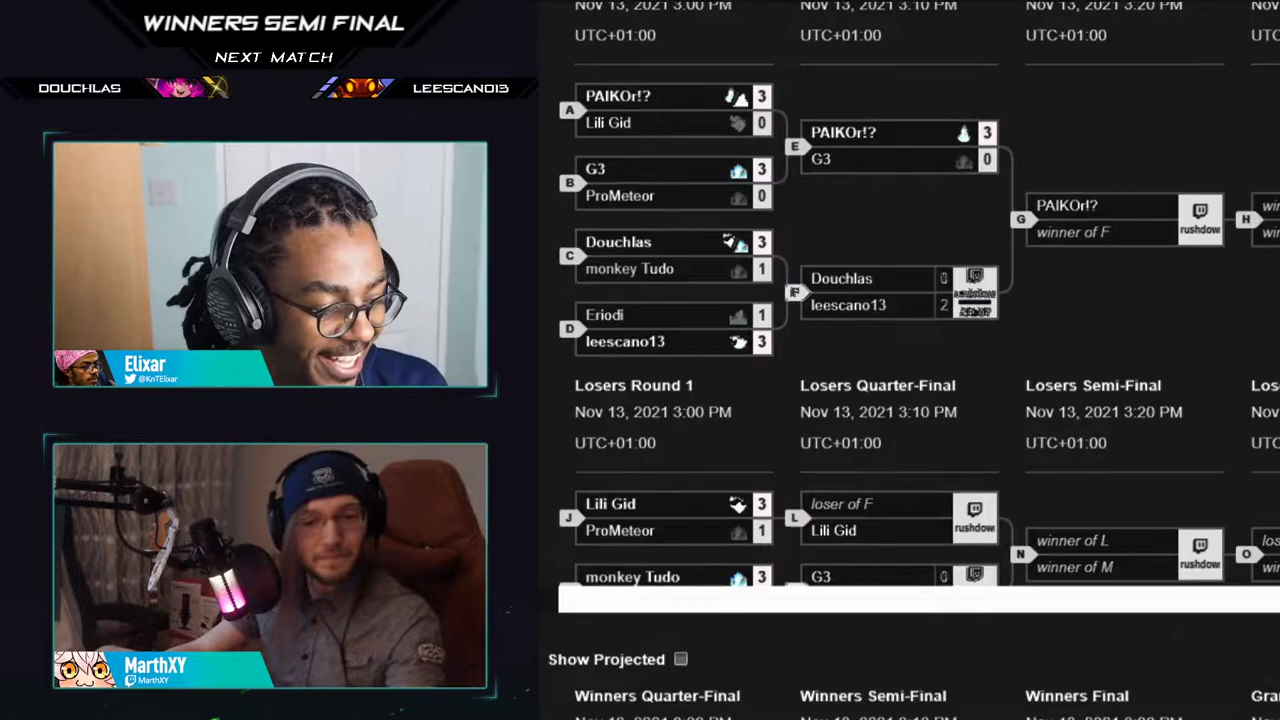 WINNERS SEMI FINAL
NEXT MATCH
DOUCHLAS
LEESCANO13
Elixar
@KnTElixar
MarthXY
MarthXY
Nov 13, 2021 3:00 PM
UTC+01:00
Nov 13, 2021 3:10 PM
UTC+01:00
Nov 13, 2021 3:20 PM
UTC+01:00
A
PAIKOr!? 3
Lili Gid 0
B
G3 3
ProMeteor 0
C
Douchlas 3
monkey Tudo 1
D
Eriodi 1
leescano13 3
E
PAIKOr!? 3
G3 0
F
Douchlas 0
leescano13 2
G
PAIKOr!?
winner of F
rushdow
H
Losers Round 1
Nov 13, 2021 3:00 PM
UTC+01:00
Losers Quarter-Final
Nov 13, 2021 3:10 PM
UTC+01:00
Losers Semi-Final
Nov 13, 2021 3:20 PM
UTC+01:00
J
Lili Gid 3
ProMeteor 1
monkey Tudo 3
L
loser of F
Lili Gid
rushdow
G3 0
N
winner of L
winner of M
rushdow
O
Show Projected
Winners Quarter-Final
Winners Semi-Final
Winners Final